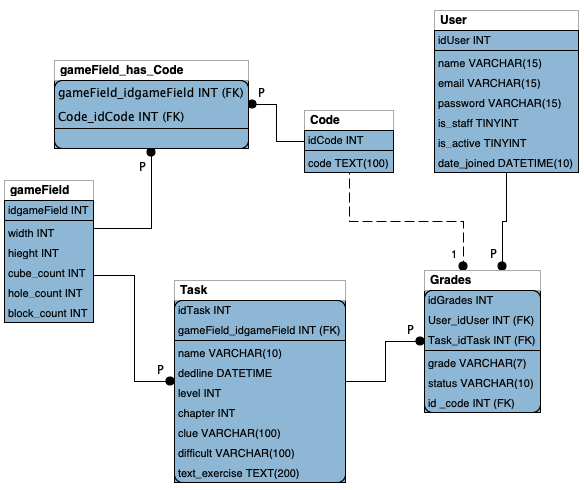 User
idUser INT
name VARCHAR(15)
email VARCHAR(15)
password VARCHAR(15)
is_staff TINYINT
is_active TINYINT
date_joined DATETIME(10)
gameField_has_Code
gameField_idgameField INT (FK)
Code_idCode INT (FK)
P
Code
idCode INT
code TEXT(100)
P
gameField
idgameField INT
width INT
hieght INT
cube_count INT
hole_count INT
block_count INT
1
P
Task
idTask INT
gameField_idgameField INT (FK)
name VARCHAR(10)
dedline DATETIME
level INT
chapter INT
clue VARCHAR(100)
difficult VARCHAR(100)
text_exercise TEXT(200)
P
P
Grades
idGrades INT
User_idUser INT (FK)
Task_idTask INT (FK)
grade VARCHAR(7)
status VARCHAR(10)
id _code INT (FK)